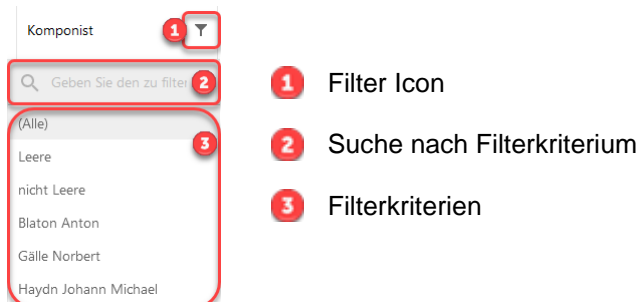 Komponist 1
Geben Sie den zu filter 2
(Alle)
3
Leere
nicht Leere
Blaton Anton
Gälle Norbert
Haydn Johann Michael
1 Filter Icon
2 Suche nach Filterkriterium
3 Filterkriterien